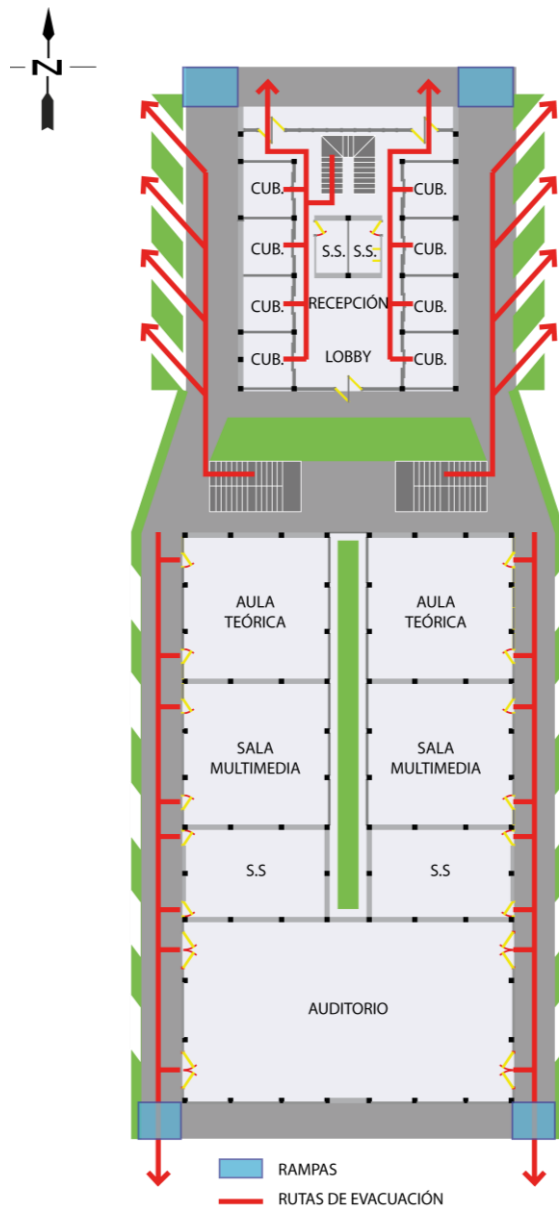 N
CUB.
CUB.
CUB.
S.S.
S.S.
CUB.
CUB.
RECEPCIÓN
CUB.
CUB.
LOBBY
CUB.
AULA
TEÓRICA
AULA
TEÓRICA
SALA
MULTIMEDIA
SALA
MULTIMEDIA
S.S
S.S
AUDITORIO
RAMPAS
RUTAS DE EVACUACIÓN